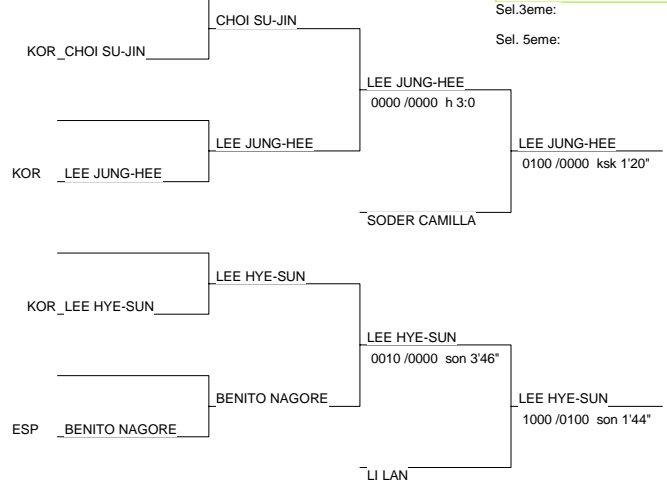 Sel.3eme:
CHOI SU-JIN
Sel. 5eme:
KOR CHOI SU-JIN
LEE JUNG-HEE
0000 /0000 h 3:0
LEE JUNG-HEE
LEE JUNG-HEE
0100 /0000 ksk 1'20"
KOR LEE JUNG-HEE
SODER CAMILLA
LEE HYE-SUN
KOR LEE HYE-SUN
LEE HYE-SUN
0010 /0000 son 3'46"
BENITO NAGORE
LEE HYE-SUN
1000 /0100 son 1'44"
ESP BENITO NAGORE
LI LAN